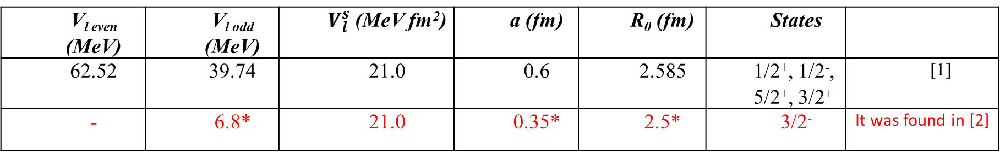 V_{l even} (MeV) | V_{l odd} (MeV) | V_l^s (MeV fm²) | a (fm) | R_0 (fm) | States
62.52 | 39.74 | 21.0 | 0.6 | 2.585 | 1/2⁺, 1/2⁻, 5/2⁺, 3/2⁺ | [1]
- | 6.8* | 21.0 | 0.35* | 2.5* | 3/2⁻ | It was found in [2]